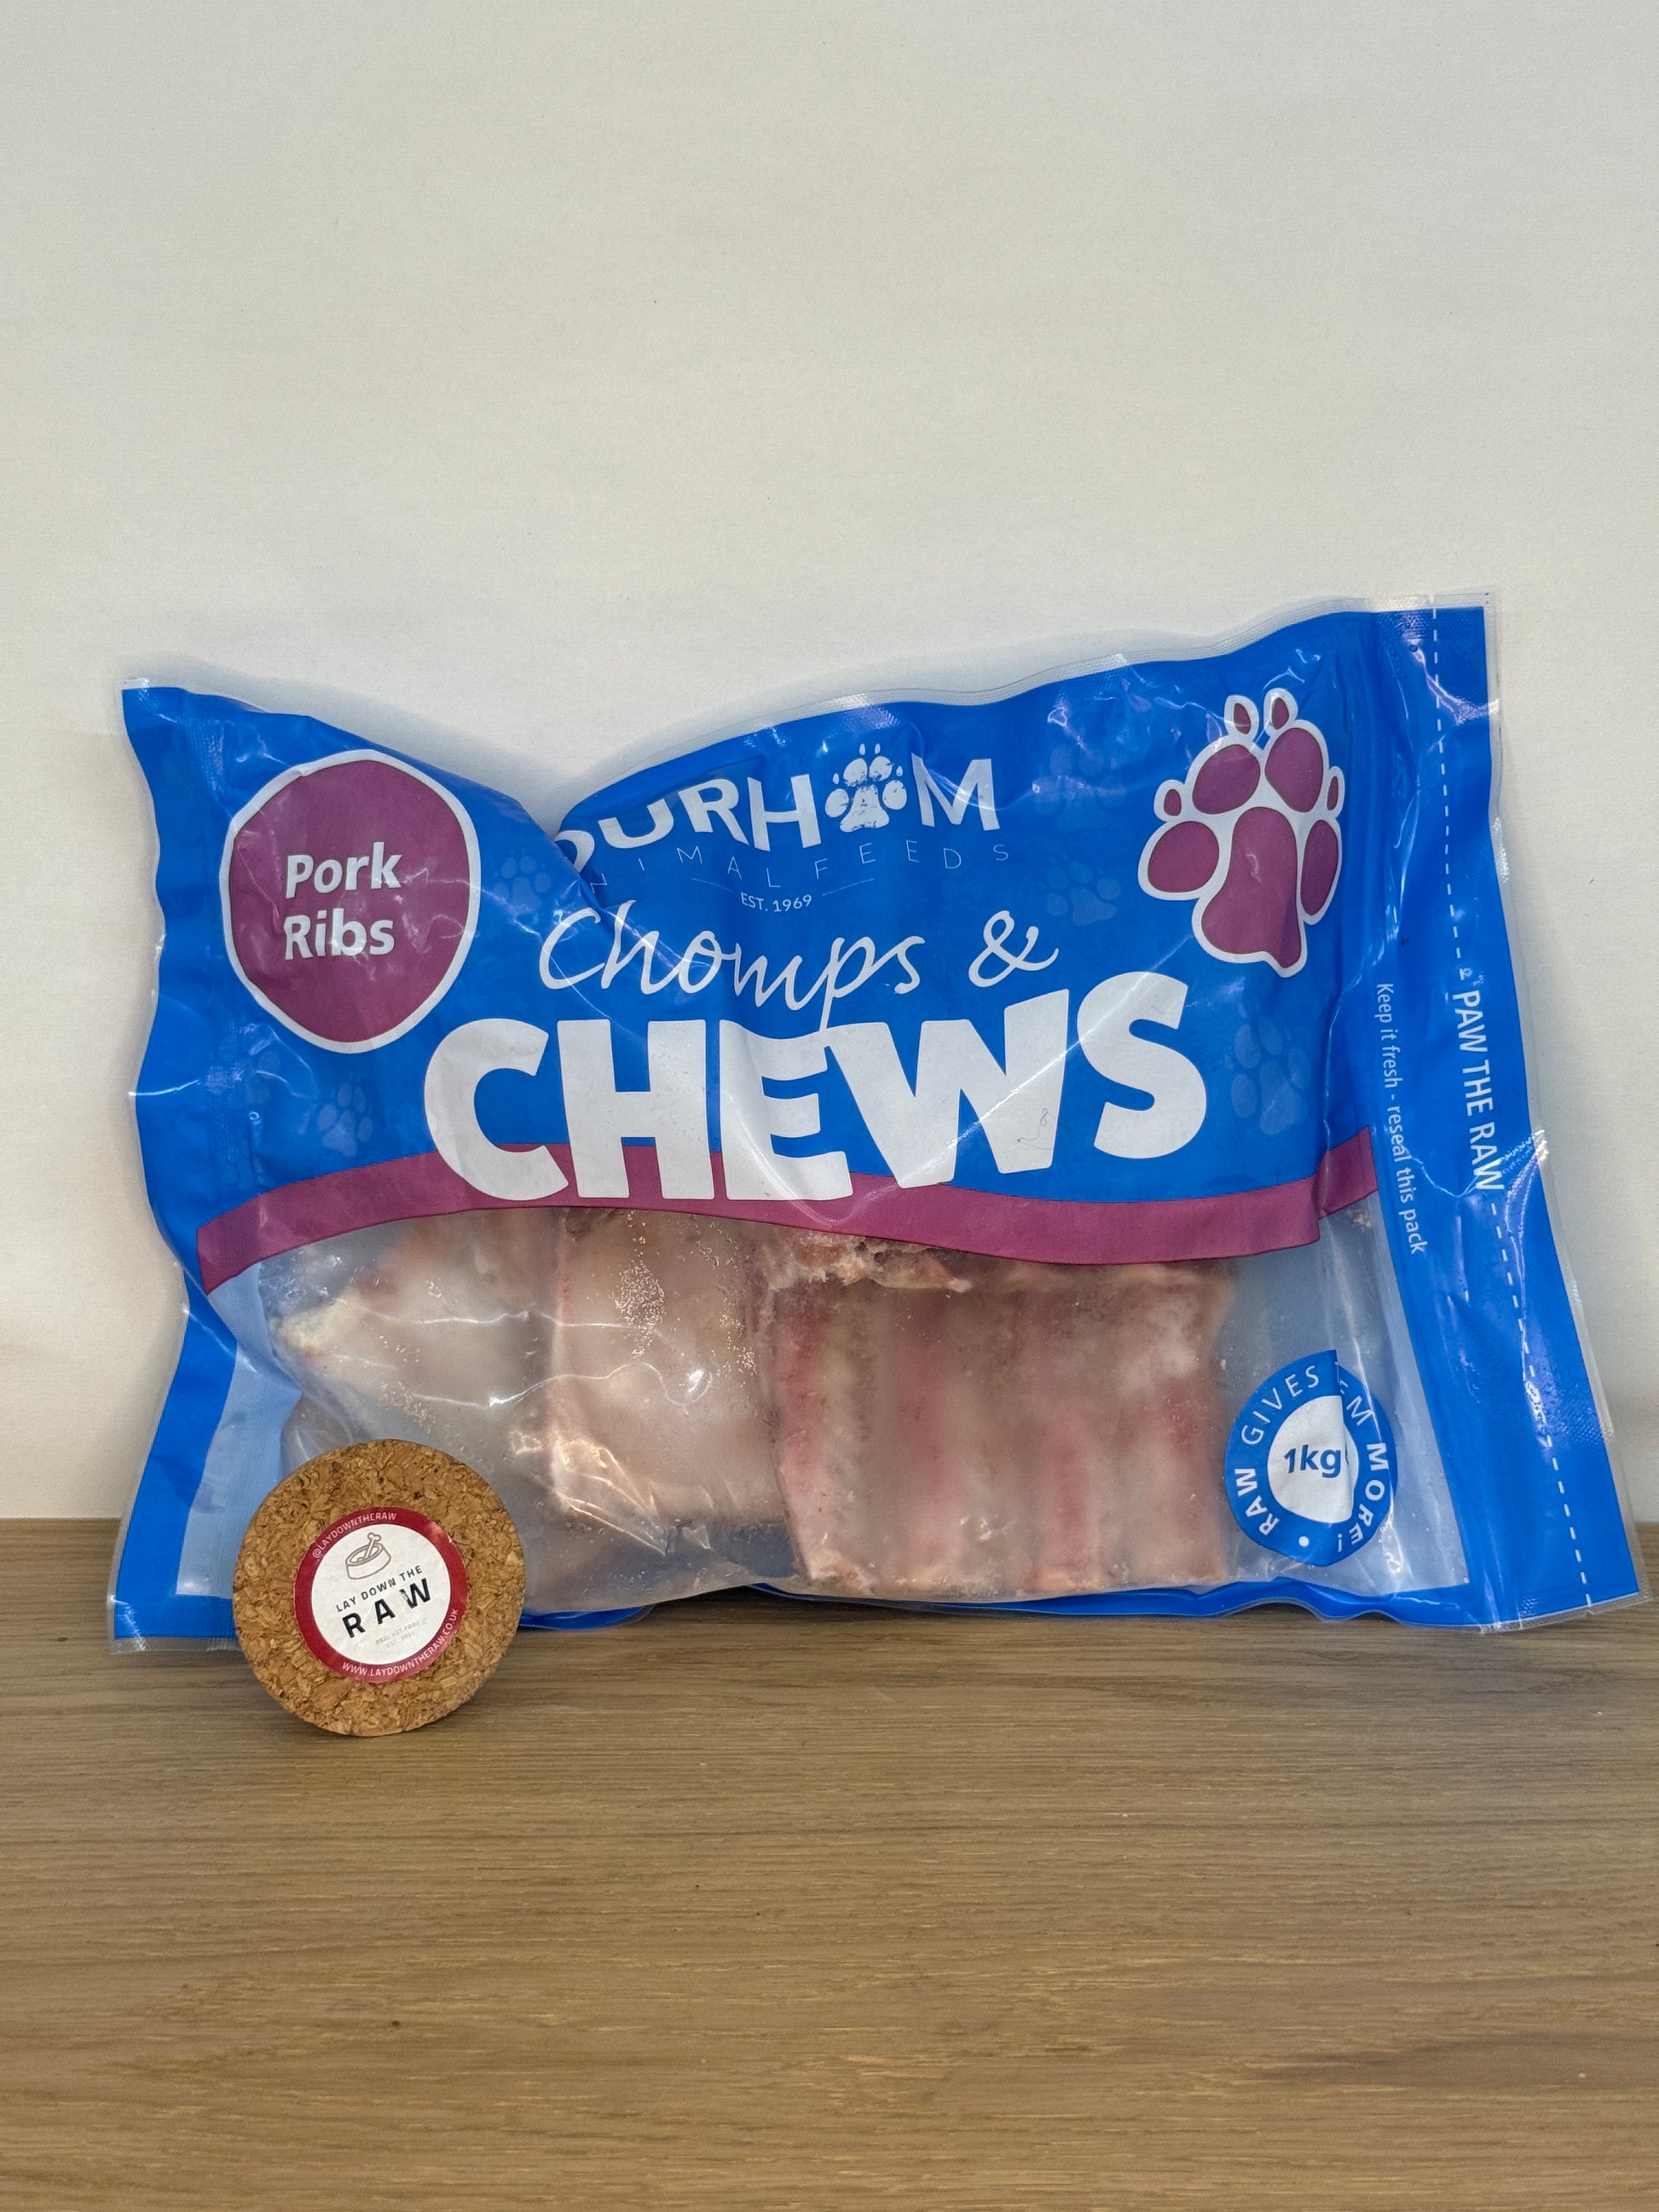 Pork
Ribs
DURHAM
ANIMAL FEEDS
EST. 1969
Chomps &
CHEWS
PAW THE RAW
Keep it fresh - reseal this pack
RAW GIVES 'EM MORE!
1kg
@LAYDOWNTHERAW
LAY DOWN THE
RAW
WWW.LAYDOWNTHERAW.CO.UK